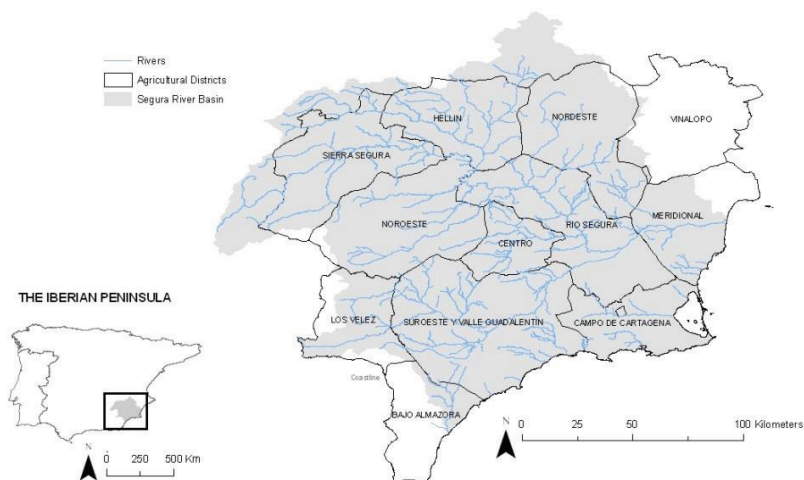 Rivers
Agricultural Districts
Segura River Basin
HELLIN
NORDESTE
VINALOPO
SIERRA SEGURA
NOROESTE
CENTRO
RIO SEGURA
MERIDIONAL
THE IBERIAN PENINSULA
LOS VELEZ
SUROESTE Y VALLE GUADALENTÍN
CAMPO DE CARTAGENA
Coastline
BAJO ALMAZORA
N
0 25 50 100 Kilometers
N
0 250 500 Km